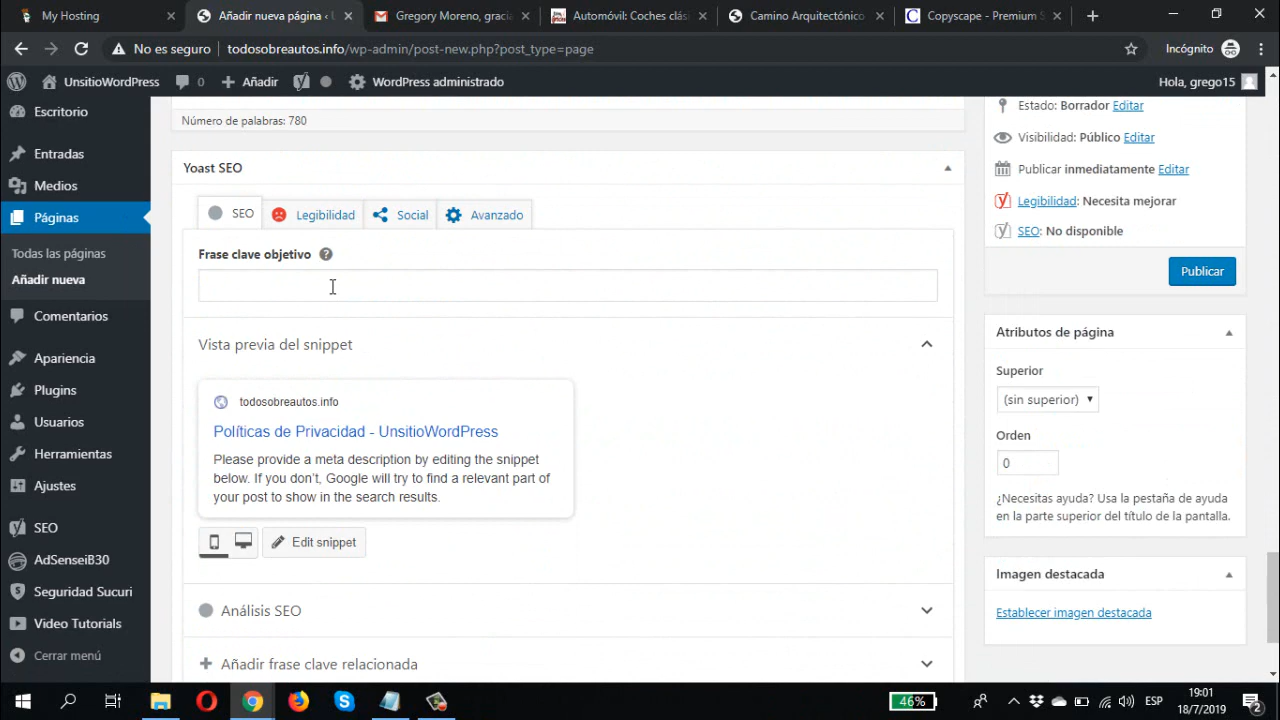 My Hosting
Añadir nueva página ‹ U
Gregory Moreno, gracia
Automóvil: Coches clási
Camino Arquitectónico
Copyscape - Premium S
No es seguro
todosobreautos.info/wp-admin/post-new.php?post_type=page
Incógnito
UnsitioWordPress
0
Añadir
WordPress administrado
Hola, grego15
Escritorio
Entradas
Medios
Páginas
Todas las páginas
Añadir nueva
Comentarios
Apariencia
Plugins
Usuarios
Herramientas
Ajustes
SEO
AdSenseiB30
Seguridad Sucuri
Video Tutorials
Cerrar menú
Número de palabras: 780
Yoast SEO
SEO
Legibilidad
Social
Avanzado
Frase clave objetivo
Vista previa del snippet
todosobreautos.info
Políticas de Privacidad - UnsitioWordPress
Please provide a meta description by editing the snippet
below. If you don't, Google will try to find a relevant part of
your post to show in the search results.
Edit snippet
Análisis SEO
Añadir frase clave relacionada
Estado: Borrador Editar
Visibilidad: Público Editar
Publicar inmediatamente Editar
Legibilidad: Necesita mejorar
SEO: No disponible
Publicar
Atributos de página
Superior
(sin superior)
Orden
0
¿Necesitas ayuda? Usa la pestaña de ayuda
en la parte superior del título de la pantalla.
Imagen destacada
Establecer imagen destacada
46%
ESP
19:01
18/7/2019
2